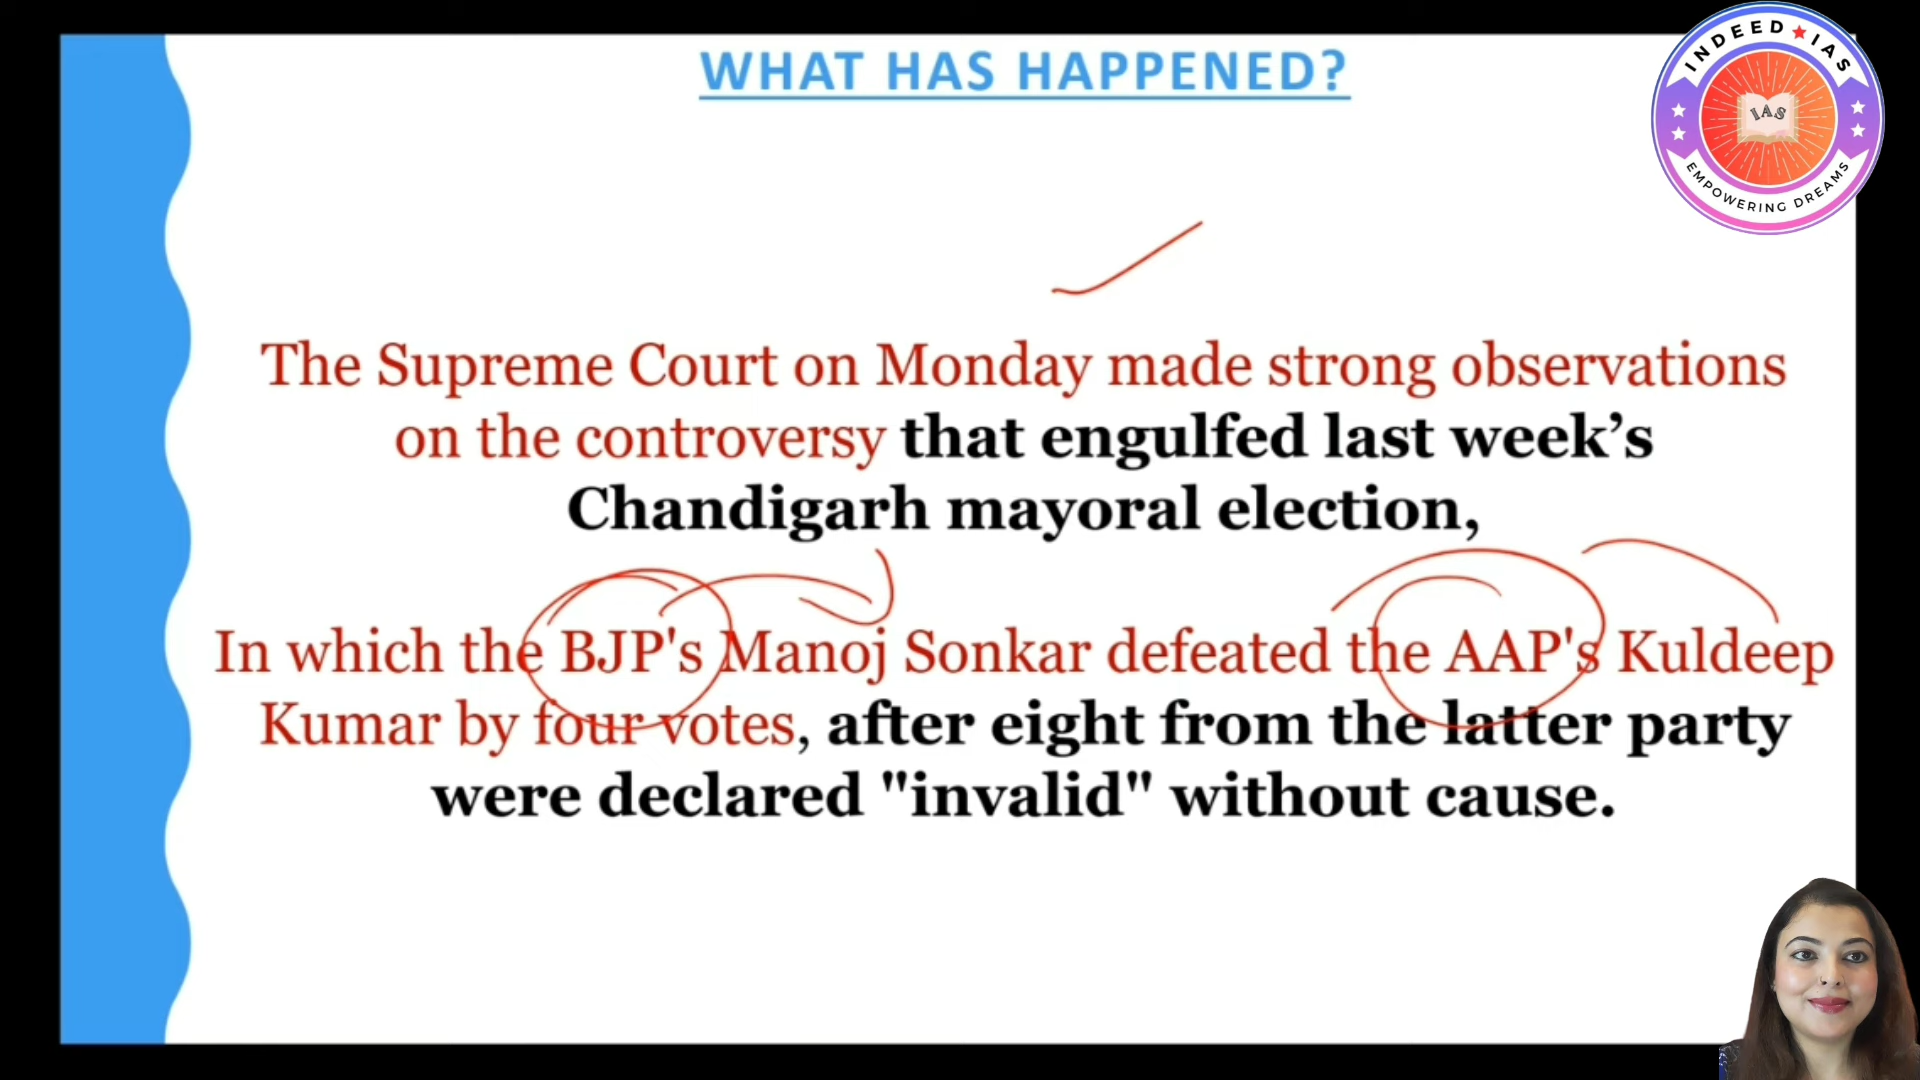 WHAT HAS HAPPENED?
INDEED★IAS
IAS
EMPOWERING DREAMS
The Supreme Court on Monday made strong observations
on the controversy that engulfed last week’s
Chandigarh mayoral election,
In which the BJP's Manoj Sonkar defeated the AAP's Kuldeep
Kumar by four votes, after eight from the latter party
were declared "invalid" without cause.